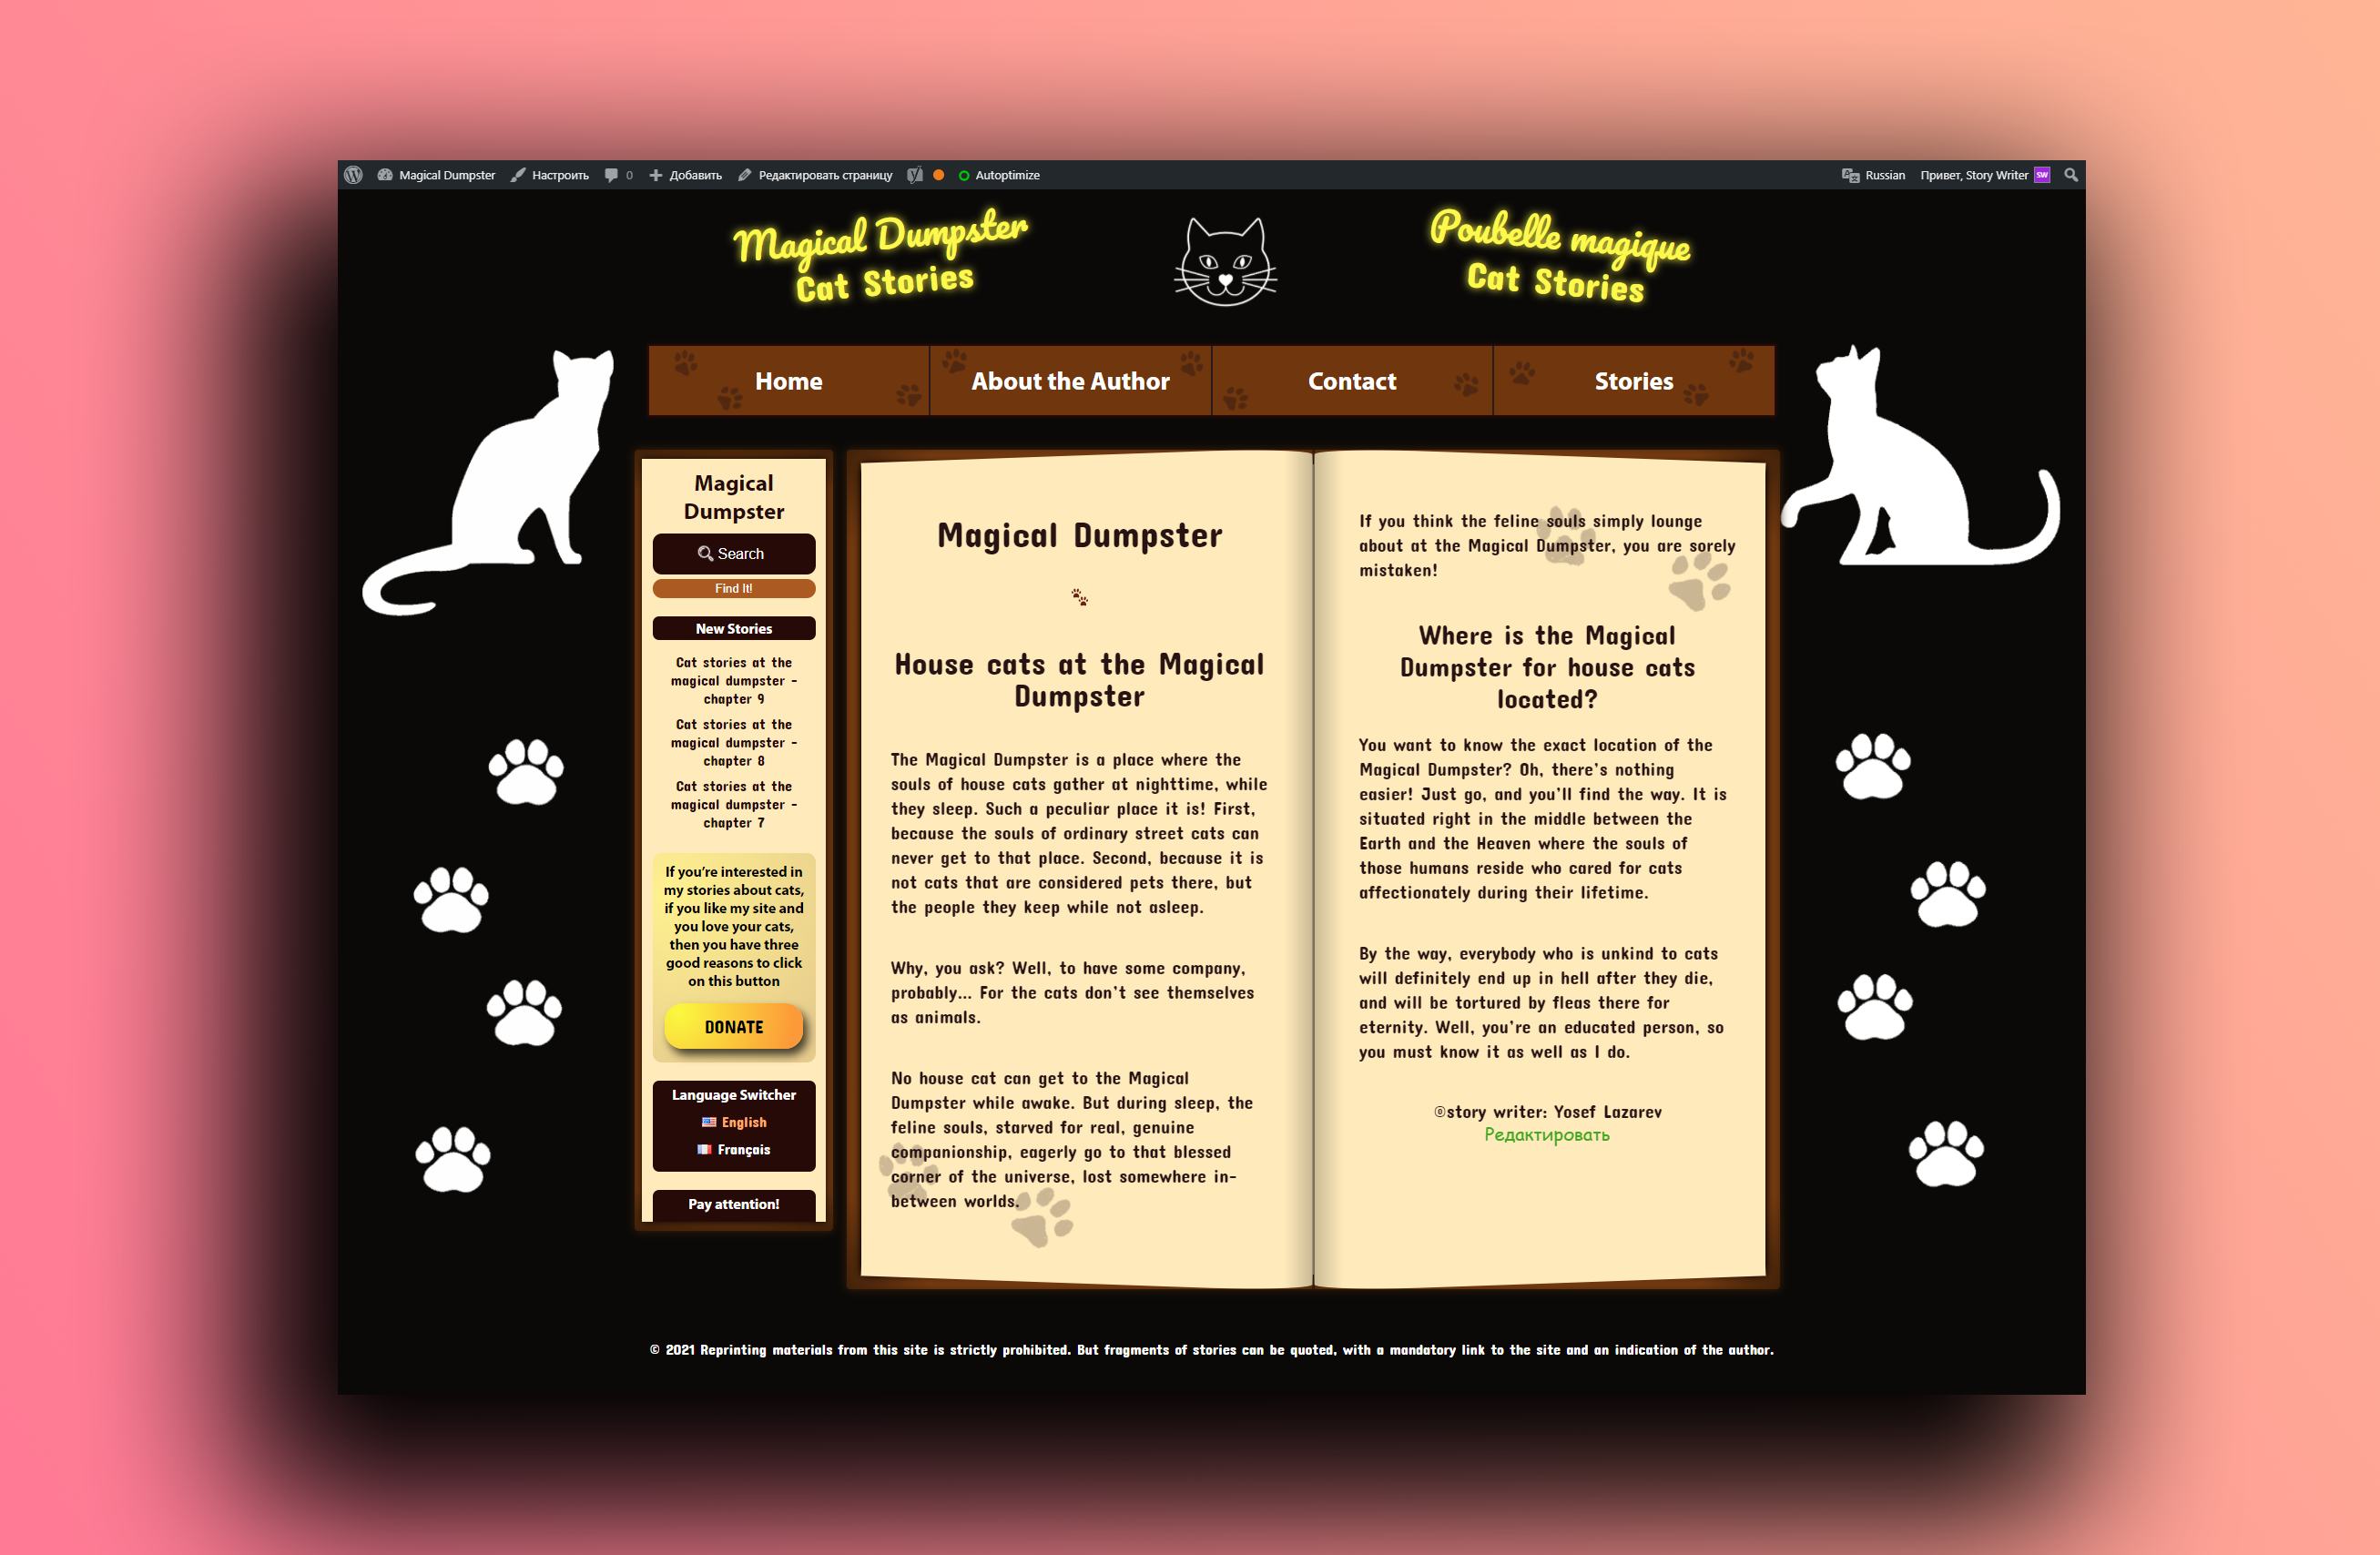 Magical Dumpster Настроить 0 Добавить Редактировать страницу Autoptimize Russian Привет, Story Writer SW
Magical Dumpster
Cat Stories
Poubelle magique
Cat Stories
Home About the Author Contact Stories
Magical
Dumpster
Search
Find It!
New Stories
Cat stories at the
magical dumpster -
chapter 9
Cat stories at the
magical dumpster -
chapter 8
Cat stories at the
magical dumpster -
chapter 7
If you’re interested in
my stories about cats,
if you like my site and
you love your cats,
then you have three
good reasons to click
on this button
DONATE
Language Switcher
English
Français
Pay attention!
Magical Dumpster
House cats at the Magical
Dumpster
The Magical Dumpster is a place where the
souls of house cats gather at nighttime, while
they sleep. Such a peculiar place it is! First,
because the souls of ordinary street cats can
never get to that place. Second, because it is
not cats that are considered pets there, but
the people they keep while not asleep.
Why, you ask? Well, to have some company,
probably... For the cats don’t see themselves
as animals.
No house cat can get to the Magical
Dumpster while awake. But during sleep, the
feline souls, starved for real, genuine
companionship, eagerly go to that blessed
corner of the universe, lost somewhere in-
between worlds.
If you think the feline souls simply lounge
about at the Magical Dumpster, you are sorely
mistaken!
Where is the Magical
Dumpster for house cats
located?
You want to know the exact location of the
Magical Dumpster? Oh, there’s nothing
easier! Just go, and you’ll find the way. It is
situated right in the middle between the
Earth and the Heaven where the souls of
those humans reside who cared for cats
affectionately during their lifetime.
By the way, everybody who is unkind to cats
will definitely end up in hell after they die,
and will be tortured by fleas there for
eternity. Well, you’re an educated person, so
you must know it as well as I do.
©story writer: Yosef Lazarev
Редактировать
© 2021 Reprinting materials from this site is strictly prohibited. But fragments of stories can be quoted, with a mandatory link to the site and an indication of the author.